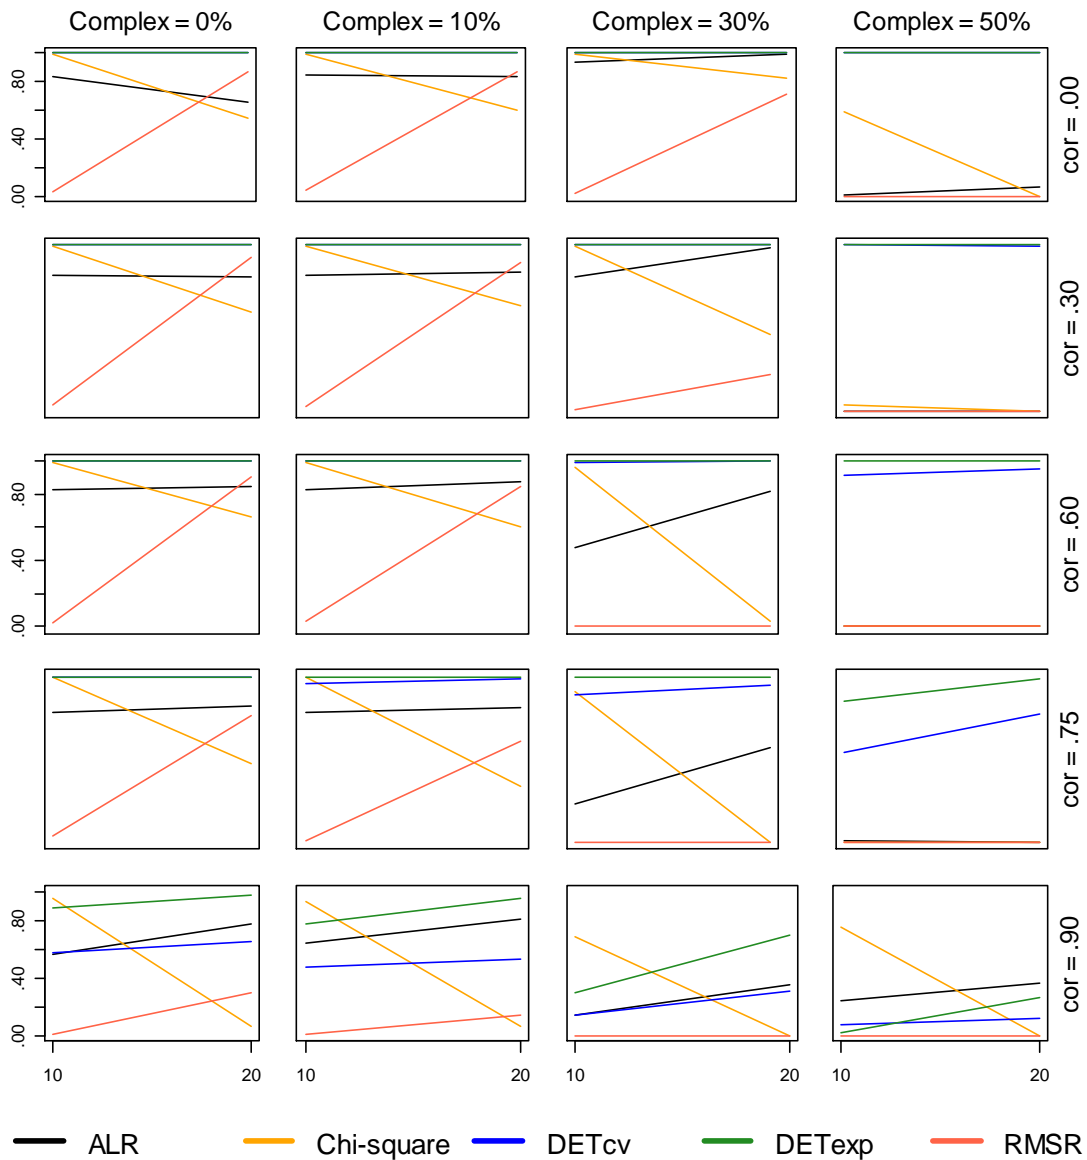 Complex = 0% Complex = 10% Complex = 30% Complex = 50%
.80
.40
.00
cor = .00
cor = .30
.80
.40
.00
cor = .60
cor = .75
.80
.40
.00
cor = .90
10 20 10 20 10 20 10 20
ALR Chi-square DETcv DETexp RMSR